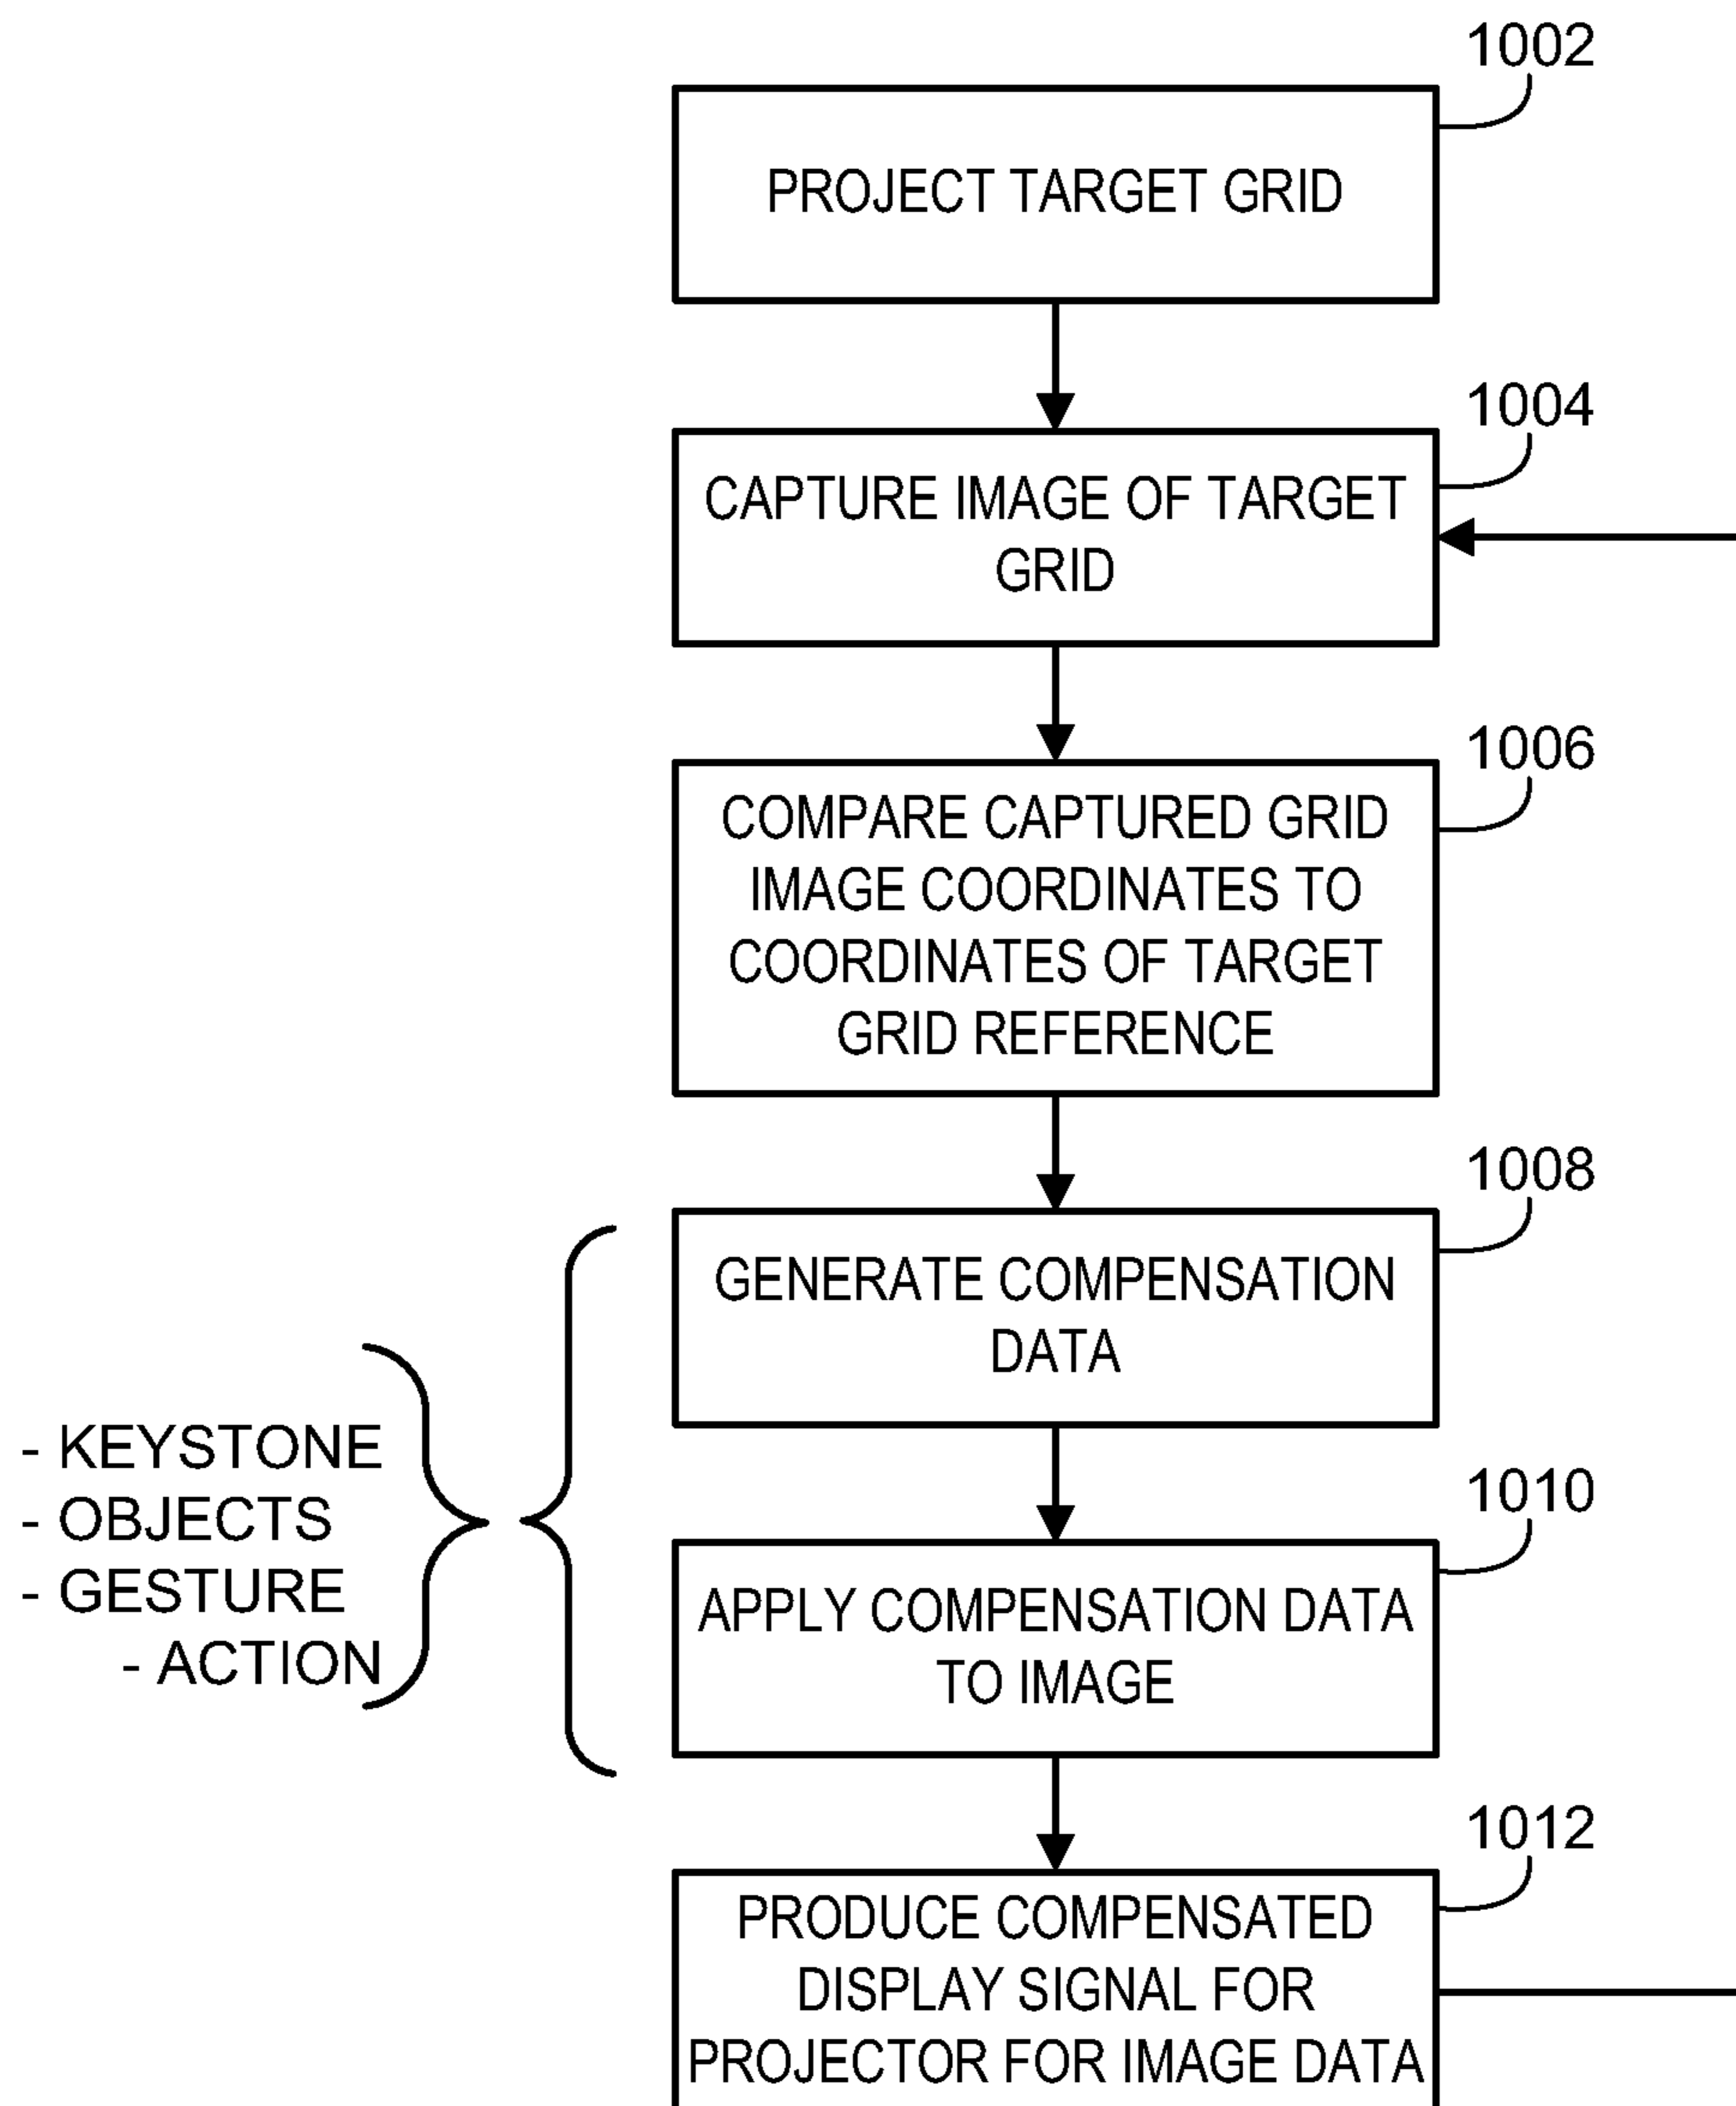 1002
PROJECT TARGET GRID
1004
CAPTURE IMAGE OF TARGET
GRID
1006
COMPARE CAPTURED GRID
IMAGE COORDINATES TO
COORDINATES OF TARGET
GRID REFERENCE
1008
GENERATE COMPENSATION
DATA
- KEYSTONE
- OBJECTS
- GESTURE
- ACTION
1010
APPLY COMPENSATION DATA
TO IMAGE
1012
PRODUCE COMPENSATED
DISPLAY SIGNAL FOR
PROJECTOR FOR IMAGE DATA